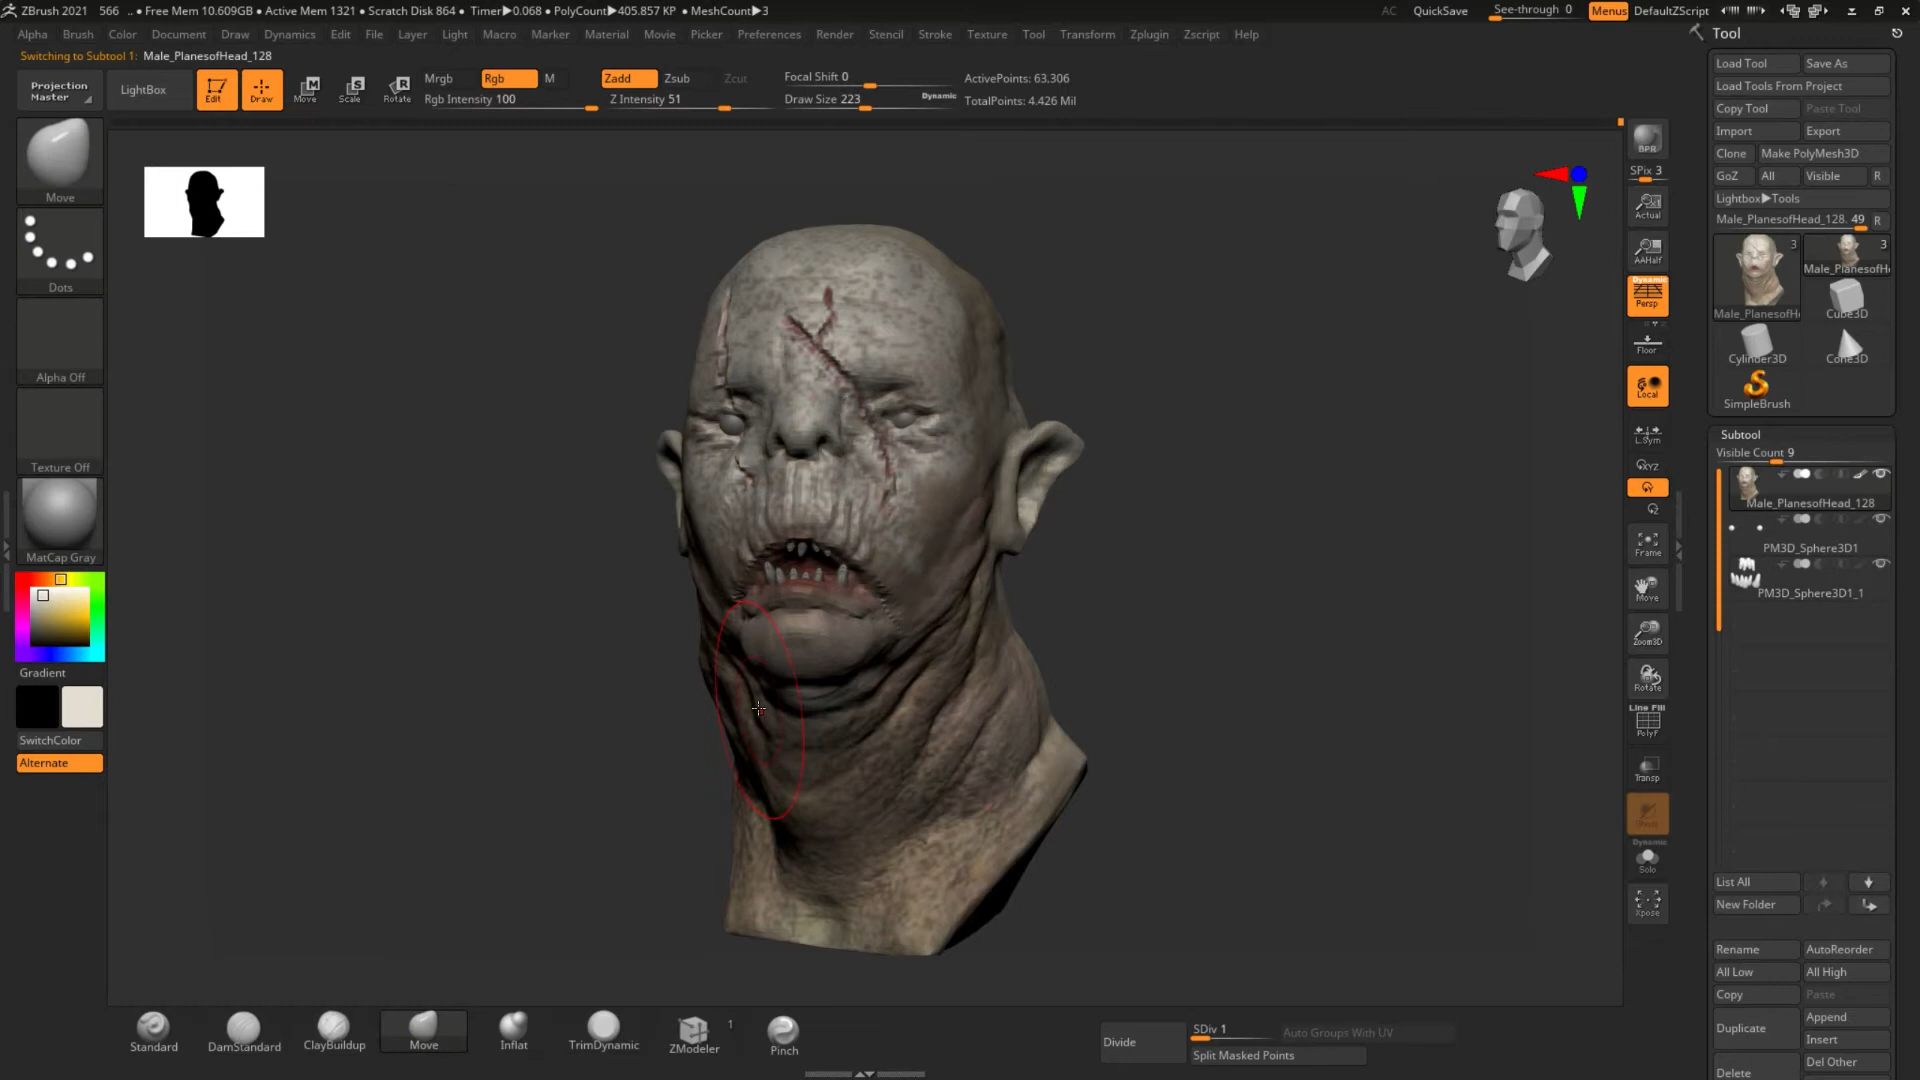 ZBrush 2021 566 .. ● Free Mem 10.609GB ● Active Mem 1321 ● Scratch Disk 864 ● Timer▶0.068 ● PolyCount▶405.857 KP ● MeshCount▶3 AC QuickSave See-through 0 Menus DefaultZScript
Alpha Brush Color Document Draw Dynamics Edit File Layer Light Macro Marker Material Movie Picker Preferences Render Stencil Stroke Texture Tool Transform Zplugin Zscript Help
Switching to Subtool 1: Male_PlanesofHead_128
Projection Master
LightBox
Edit
Draw
Move
Scale
Rotate
Mrgb Rgb M
Rgb Intensity 100
Zadd Zsub Zcut
Z Intensity 51
Focal Shift 0
Draw Size 223 Dynamic
ActivePoints: 63.306
TotalPoints: 4.426 Mil
Move
Dots
Alpha Off
Texture Off
MatCap Gray
Gradient
SwitchColor
Alternate
BPR
SPix 3
Actual
AAHalf
Dynamic
Persp
Floor
Local
L.Sym
XYZ
Y
Z
Frame
Move
Zoom3D
Rotate
Line Fill
PolyF
Transp
Dynamic
Solo
Xpose
Tool
Load Tool Save As
Load Tools From Project
Copy Tool Paste Tool
Import Export
Clone Make PolyMesh3D
GoZ All Visible R
Lightbox▶Tools
Male_PlanesofHead_128. 49 R
3 3
Male_PlanesofH
Male_PlanesofH Cube3D
Cylinder3D Cone3D
SimpleBrush
Subtool
Visible Count 9
Male_PlanesofHead_128
PM3D_Sphere3D1
PM3D_Sphere3D1_1
List All
New Folder
Rename AutoReorder
All Low All High
Copy Paste
Duplicate Append
Insert
Delete Del Other
Standard DamStandard ClayBuildup Move Inflat TrimDynamic ZModeler 1 Pinch
Divide
SDiv 1 Auto Groups With UV
Split Masked Points